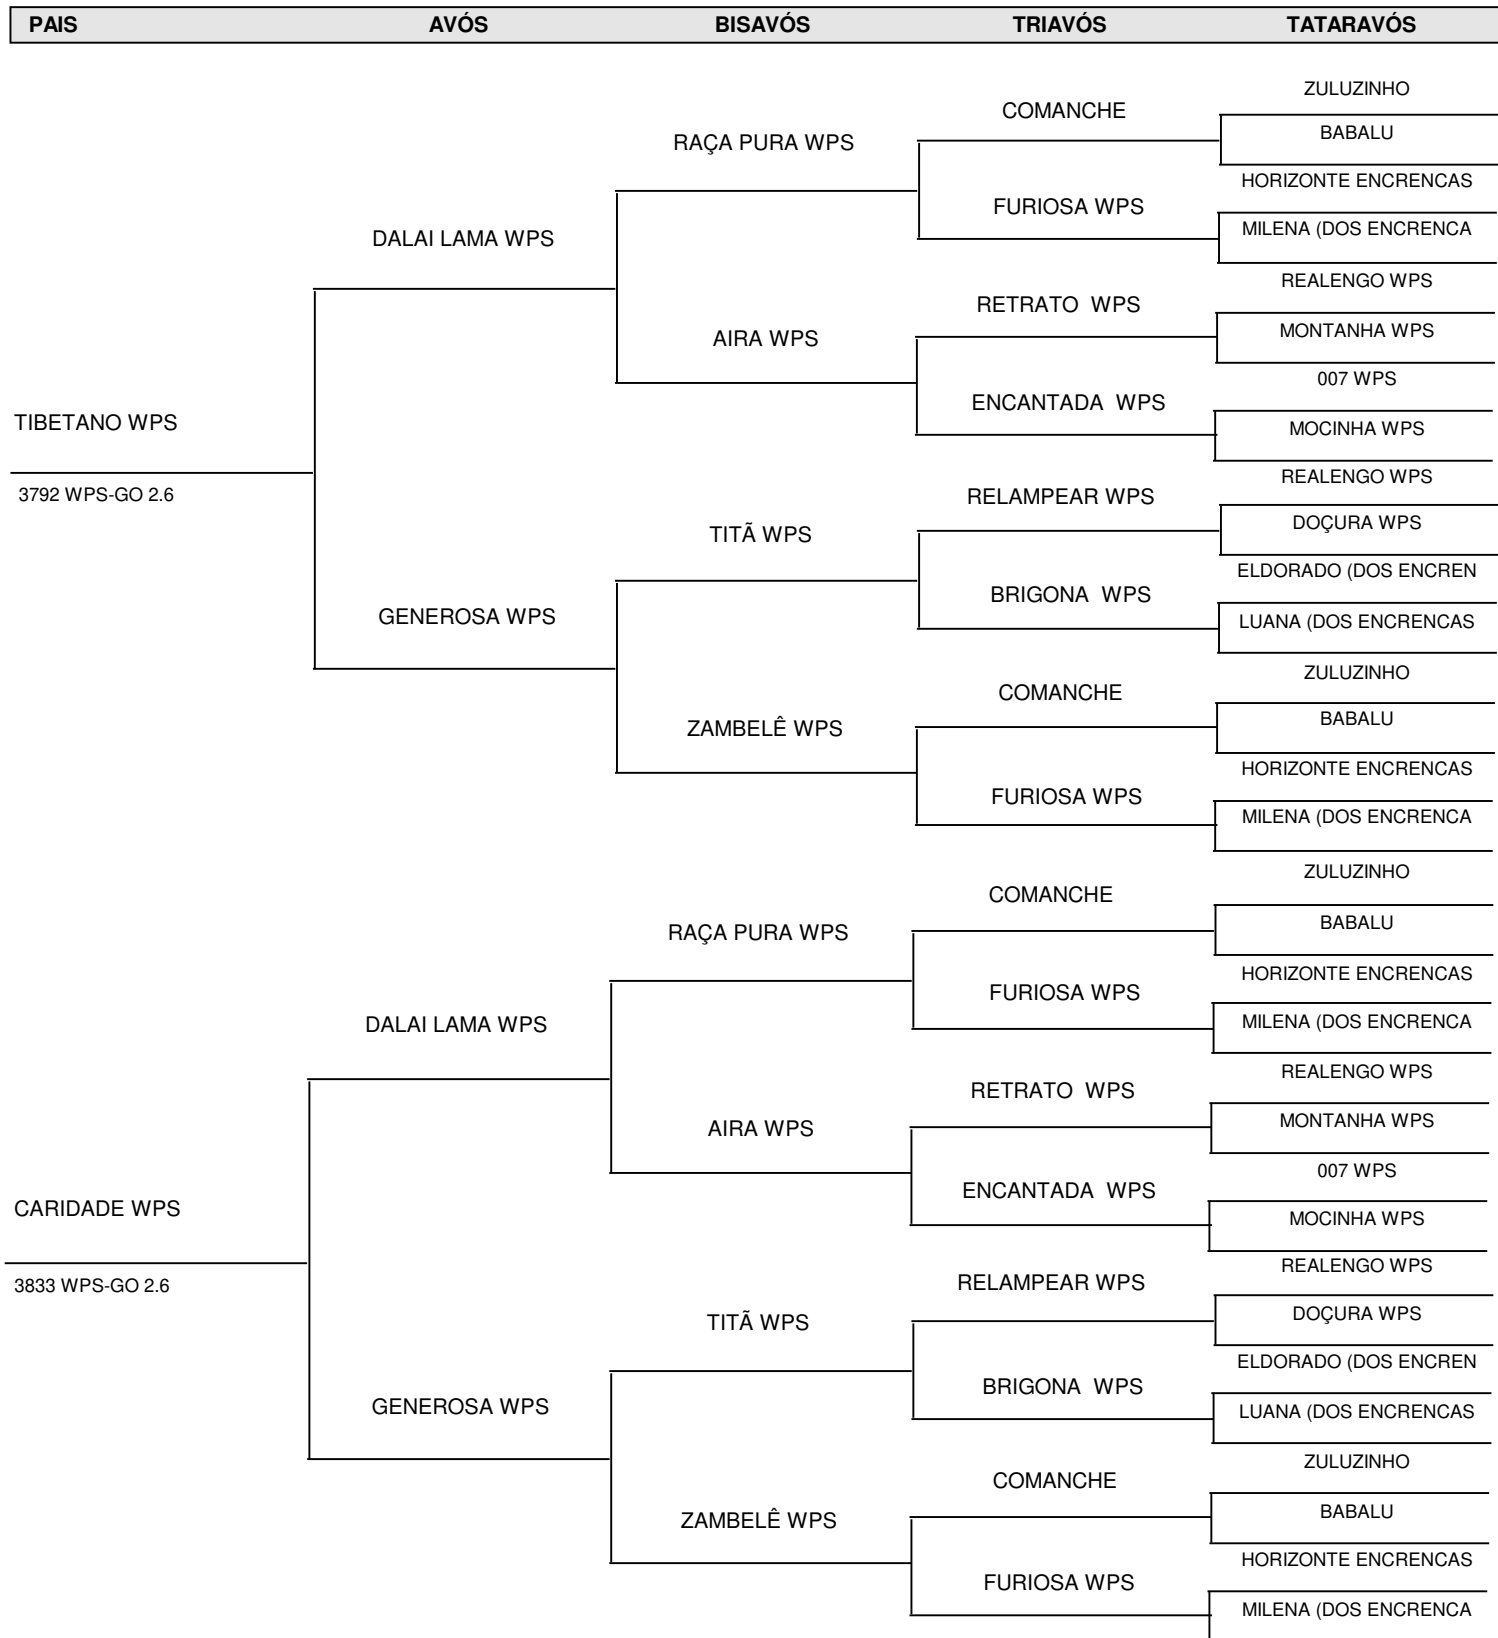 PAIS AVÓS BISAVÓS TRIAVÓS TATARAVÓS
ZULUZINHO
COMANCHE
BABALU
RAÇA PURA WPS
HORIZONTE ENCRENCAS
FURIOSA WPS
MILENA (DOS ENCRENCA
DALAI LAMA WPS
REALENGO WPS
RETRATO WPS
MONTANHA WPS
AIRA WPS
007 WPS
ENCANTADA WPS
TIBETANO WPS
MOCINHA WPS
REALENGO WPS
3792 WPS-GO 2.6
RELAMPEAR WPS
DOÇURA WPS
TITÃ WPS
ELDORADO (DOS ENCREN
BRIGONA WPS
GENEROSA WPS
LUANA (DOS ENCRENCAS
ZULUZINHO
COMANCHE
BABALU
ZAMBELÊ WPS
HORIZONTE ENCRENCAS
FURIOSA WPS
MILENA (DOS ENCRENCA
ZULUZINHO
COMANCHE
BABALU
RAÇA PURA WPS
HORIZONTE ENCRENCAS
FURIOSA WPS
MILENA (DOS ENCRENCA
DALAI LAMA WPS
REALENGO WPS
RETRATO WPS
MONTANHA WPS
AIRA WPS
007 WPS
ENCANTADA WPS
CARIDADE WPS
MOCINHA WPS
REALENGO WPS
3833 WPS-GO 2.6
RELAMPEAR WPS
DOÇURA WPS
TITÃ WPS
ELDORADO (DOS ENCREN
BRIGONA WPS
GENEROSA WPS
LUANA (DOS ENCRENCAS
ZULUZINHO
COMANCHE
BABALU
ZAMBELÊ WPS
HORIZONTE ENCRENCAS
FURIOSA WPS
MILENA (DOS ENCRENCA